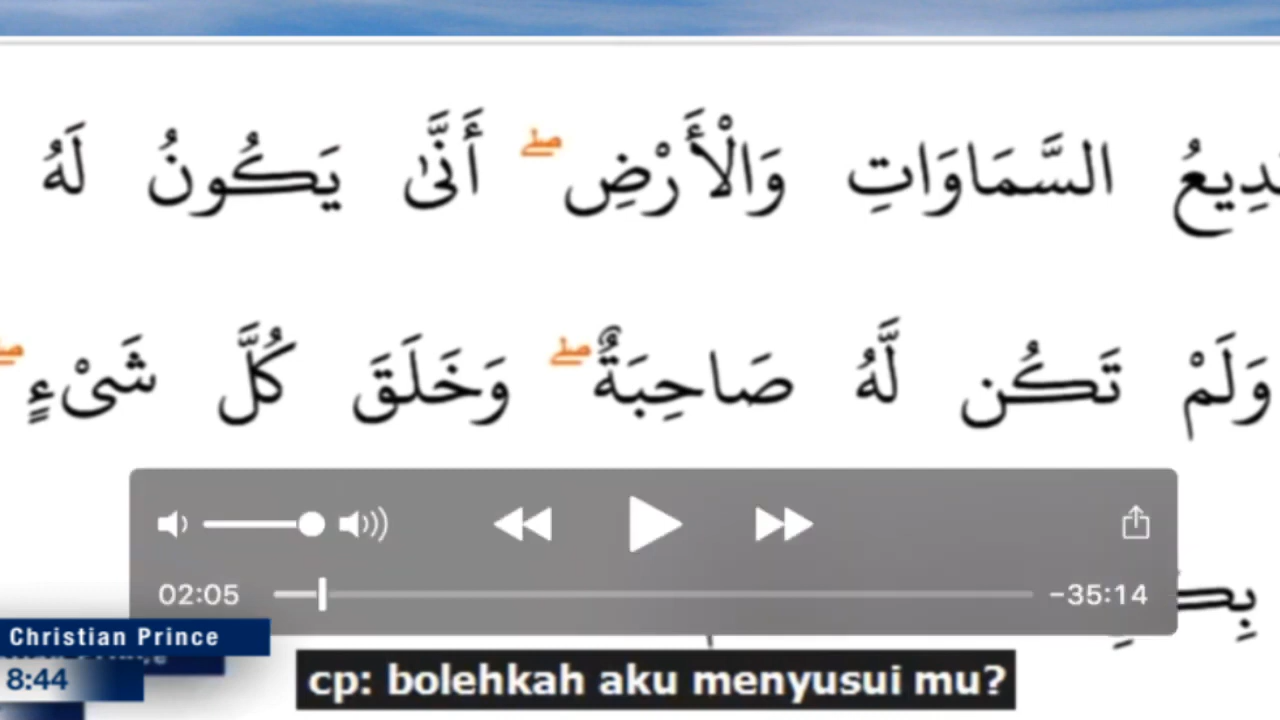 السَّمَاوَاتِ وَالْأَرْضِ ۖ أَنَّىٰ يَكُونُ لَهُ
وَلَمْ تَكُن لَّهُ صَاحِبَةٌ ۖ وَخَلَقَ كُلَّ شَىْءٍ ۖ
02:05
-35:14
Christian Prince
8:44
cp: bolehkah aku menyusui mu?